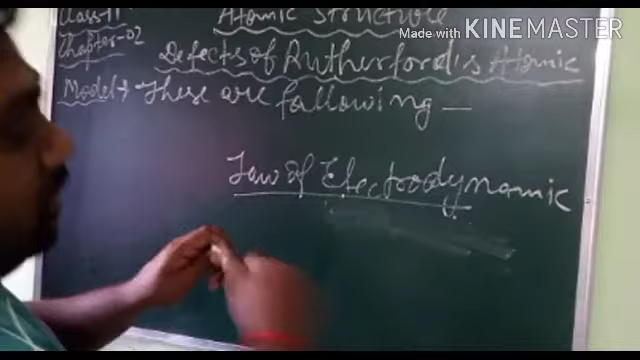 Class-11 Atomic Structure
Chapter-02
Defects of Rutherford's Atomic
Model → These are following —
Law of Electrodynamic
Made with KINEMASTER